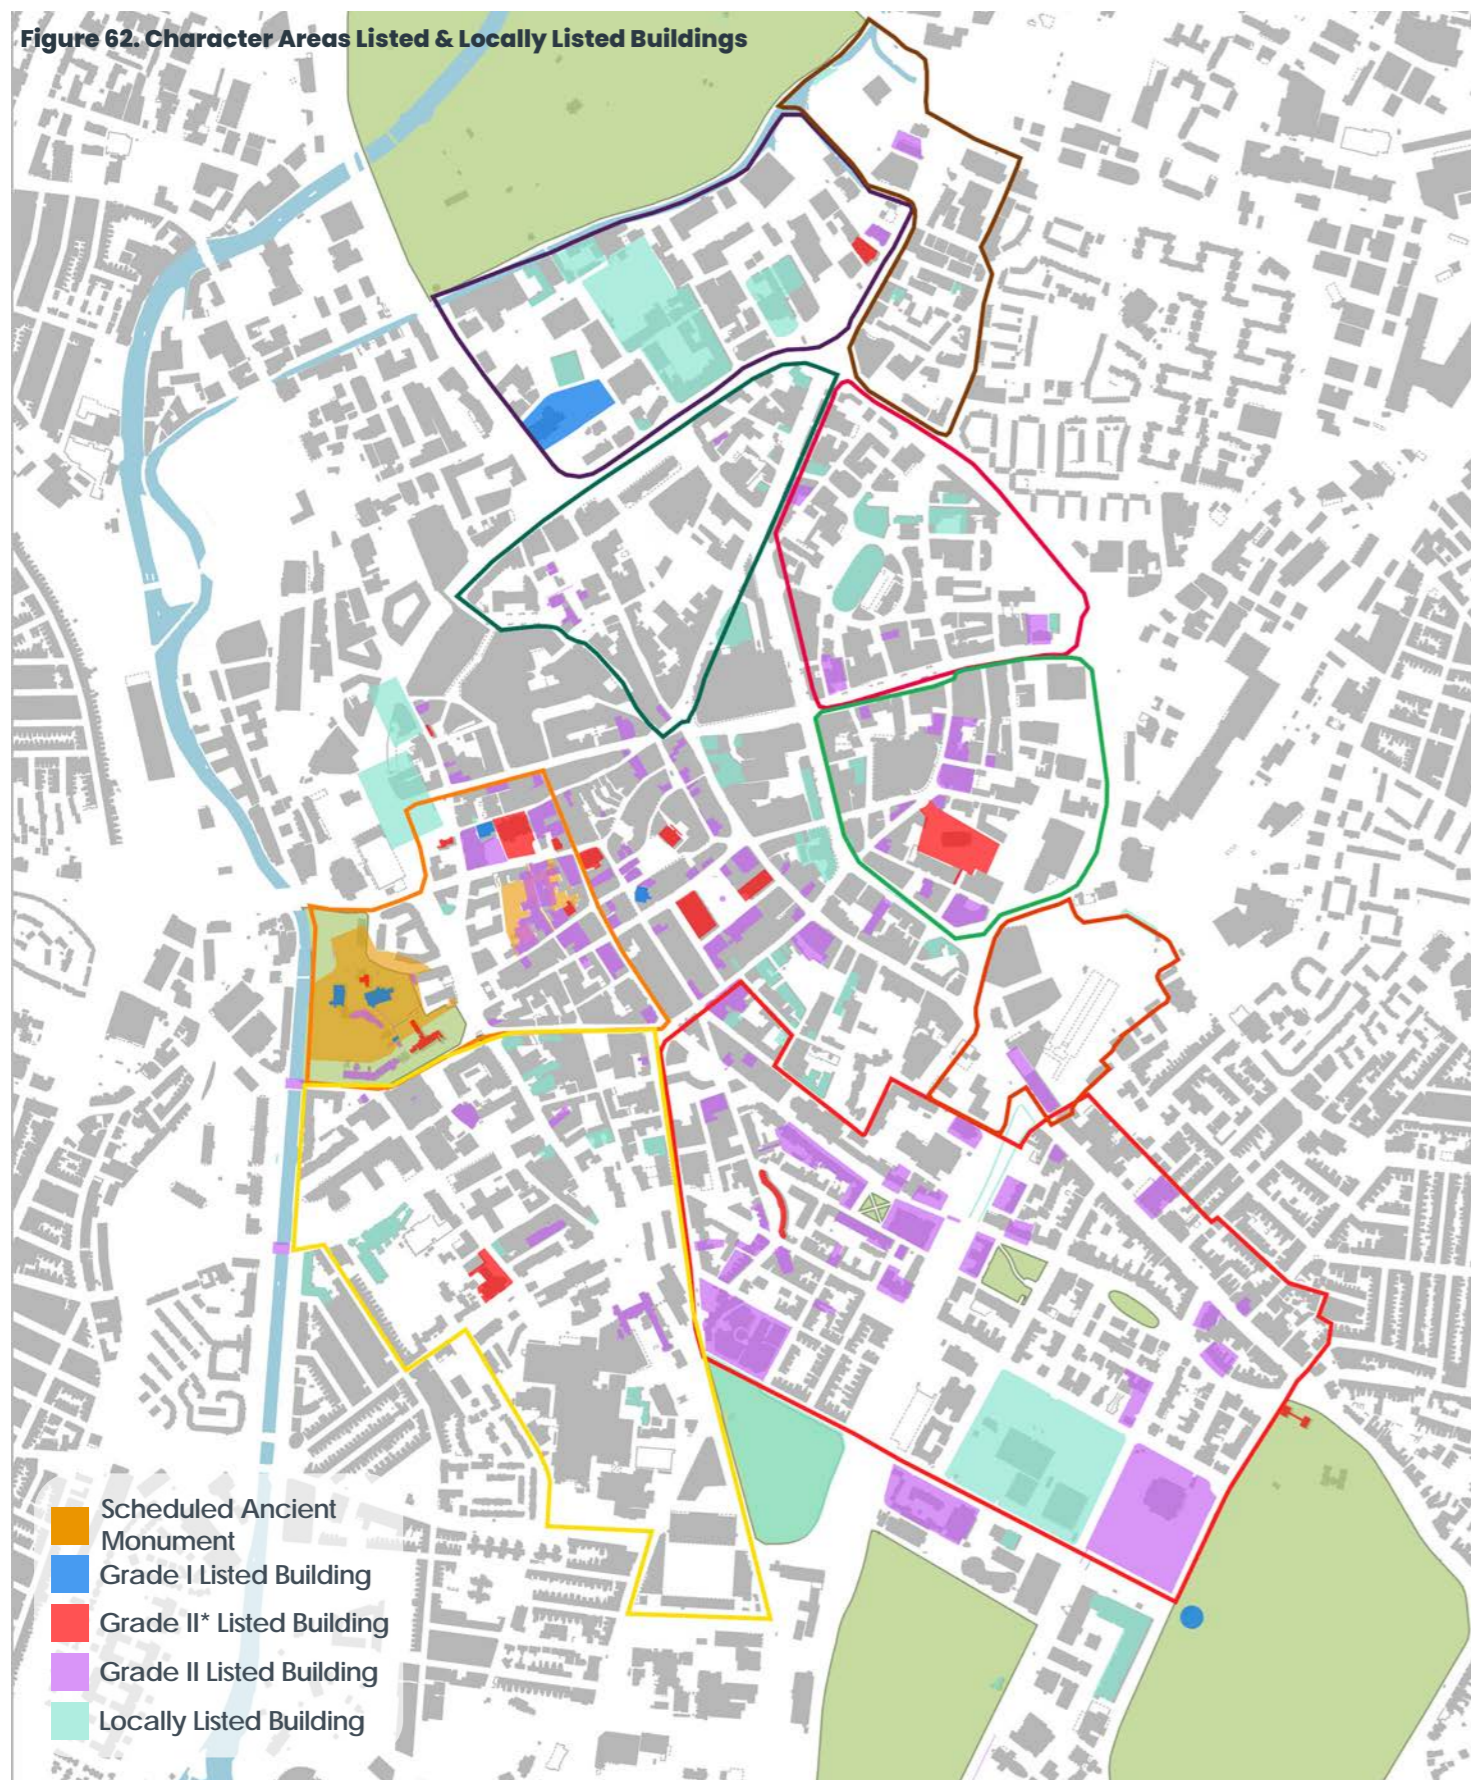 Figure 62. Character Areas Listed & Locally Listed Buildings
Scheduled Ancient
Monument
Grade I Listed Building
Grade II* Listed Building
Grade II Listed Building
Locally Listed Building